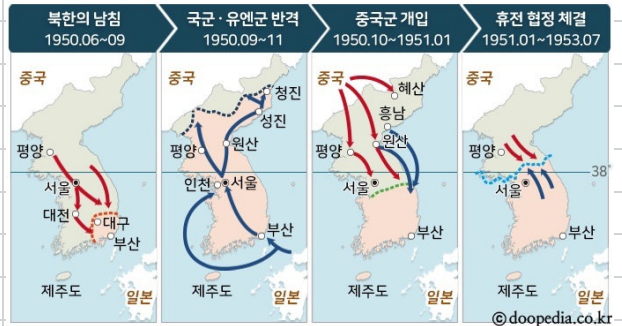 북한의 남침
1950.06~09
중국
평양
서울
대전
대구
부산
제주도
일본
국군·유엔군 반격
1950.09~11
중국
청진
성진
원산
평양
인천
서울
부산
제주도
일본
중국군 개입
1950.10~1951.01
중국
혜산
흥남
원산
평양
서울
부산
제주도
일본
휴전 협정 체결
1951.01~1953.07
중국
평양
38°
서울
부산
제주도
일본
ⓒdoopedia.co.kr